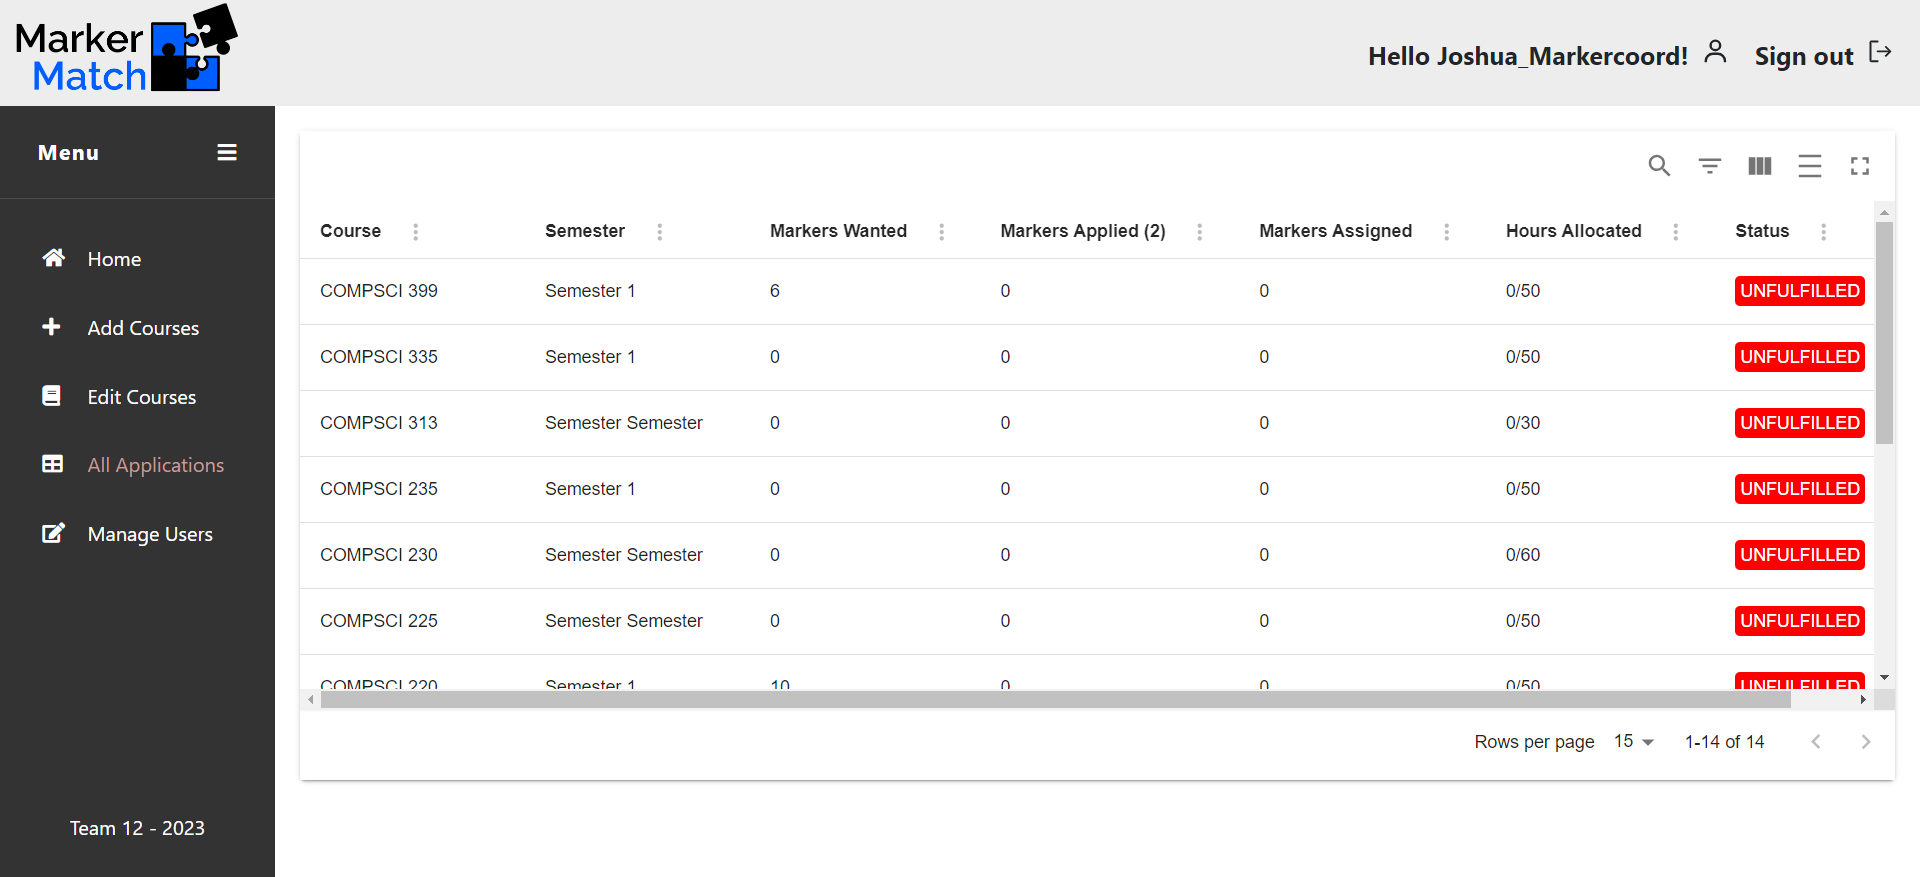 Marker
Match
Hello Joshua_Markercoord!
Sign out
Menu
Home
Add Courses
Edit Courses
All Applications
Manage Users
Team 12 - 2023
Course Semester Markers Wanted Markers Applied (2) Markers Assigned Hours Allocated Status
COMPSCI 399 Semester 1 6 0 0 0/50 UNFULFILLED
COMPSCI 335 Semester 1 0 0 0 0/50 UNFULFILLED
COMPSCI 313 Semester Semester 0 0 0 0/30 UNFULFILLED
COMPSCI 235 Semester 1 0 0 0 0/50 UNFULFILLED
COMPSCI 230 Semester Semester 0 0 0 0/60 UNFULFILLED
COMPSCI 225 Semester Semester 0 0 0 0/50 UNFULFILLED
COMPSCI 220 Semester 1 10 0 0 0/50 UNFULFILLED
Rows per page 15 1-14 of 14